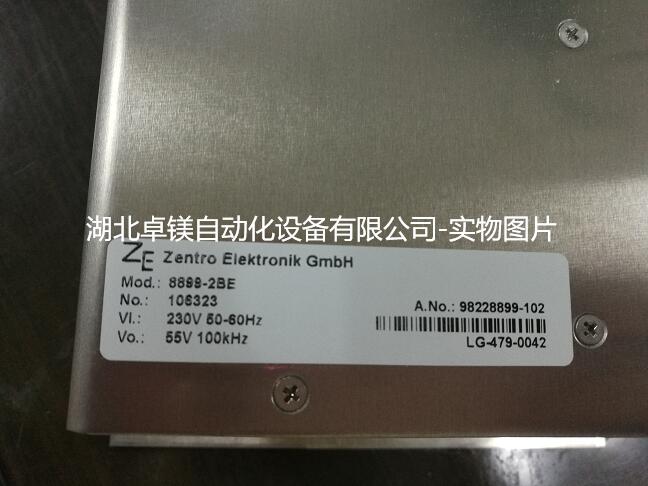 湖北卓镁自动化设备有限公司-实物图片
ZE Zentro Elektronik GmbH
Mod.: 8899-2BE
No.: 106323
VI.: 230V 50-60Hz
Vo.: 55V 100kHz
A.No.: 98228899-102
LG-479-0042